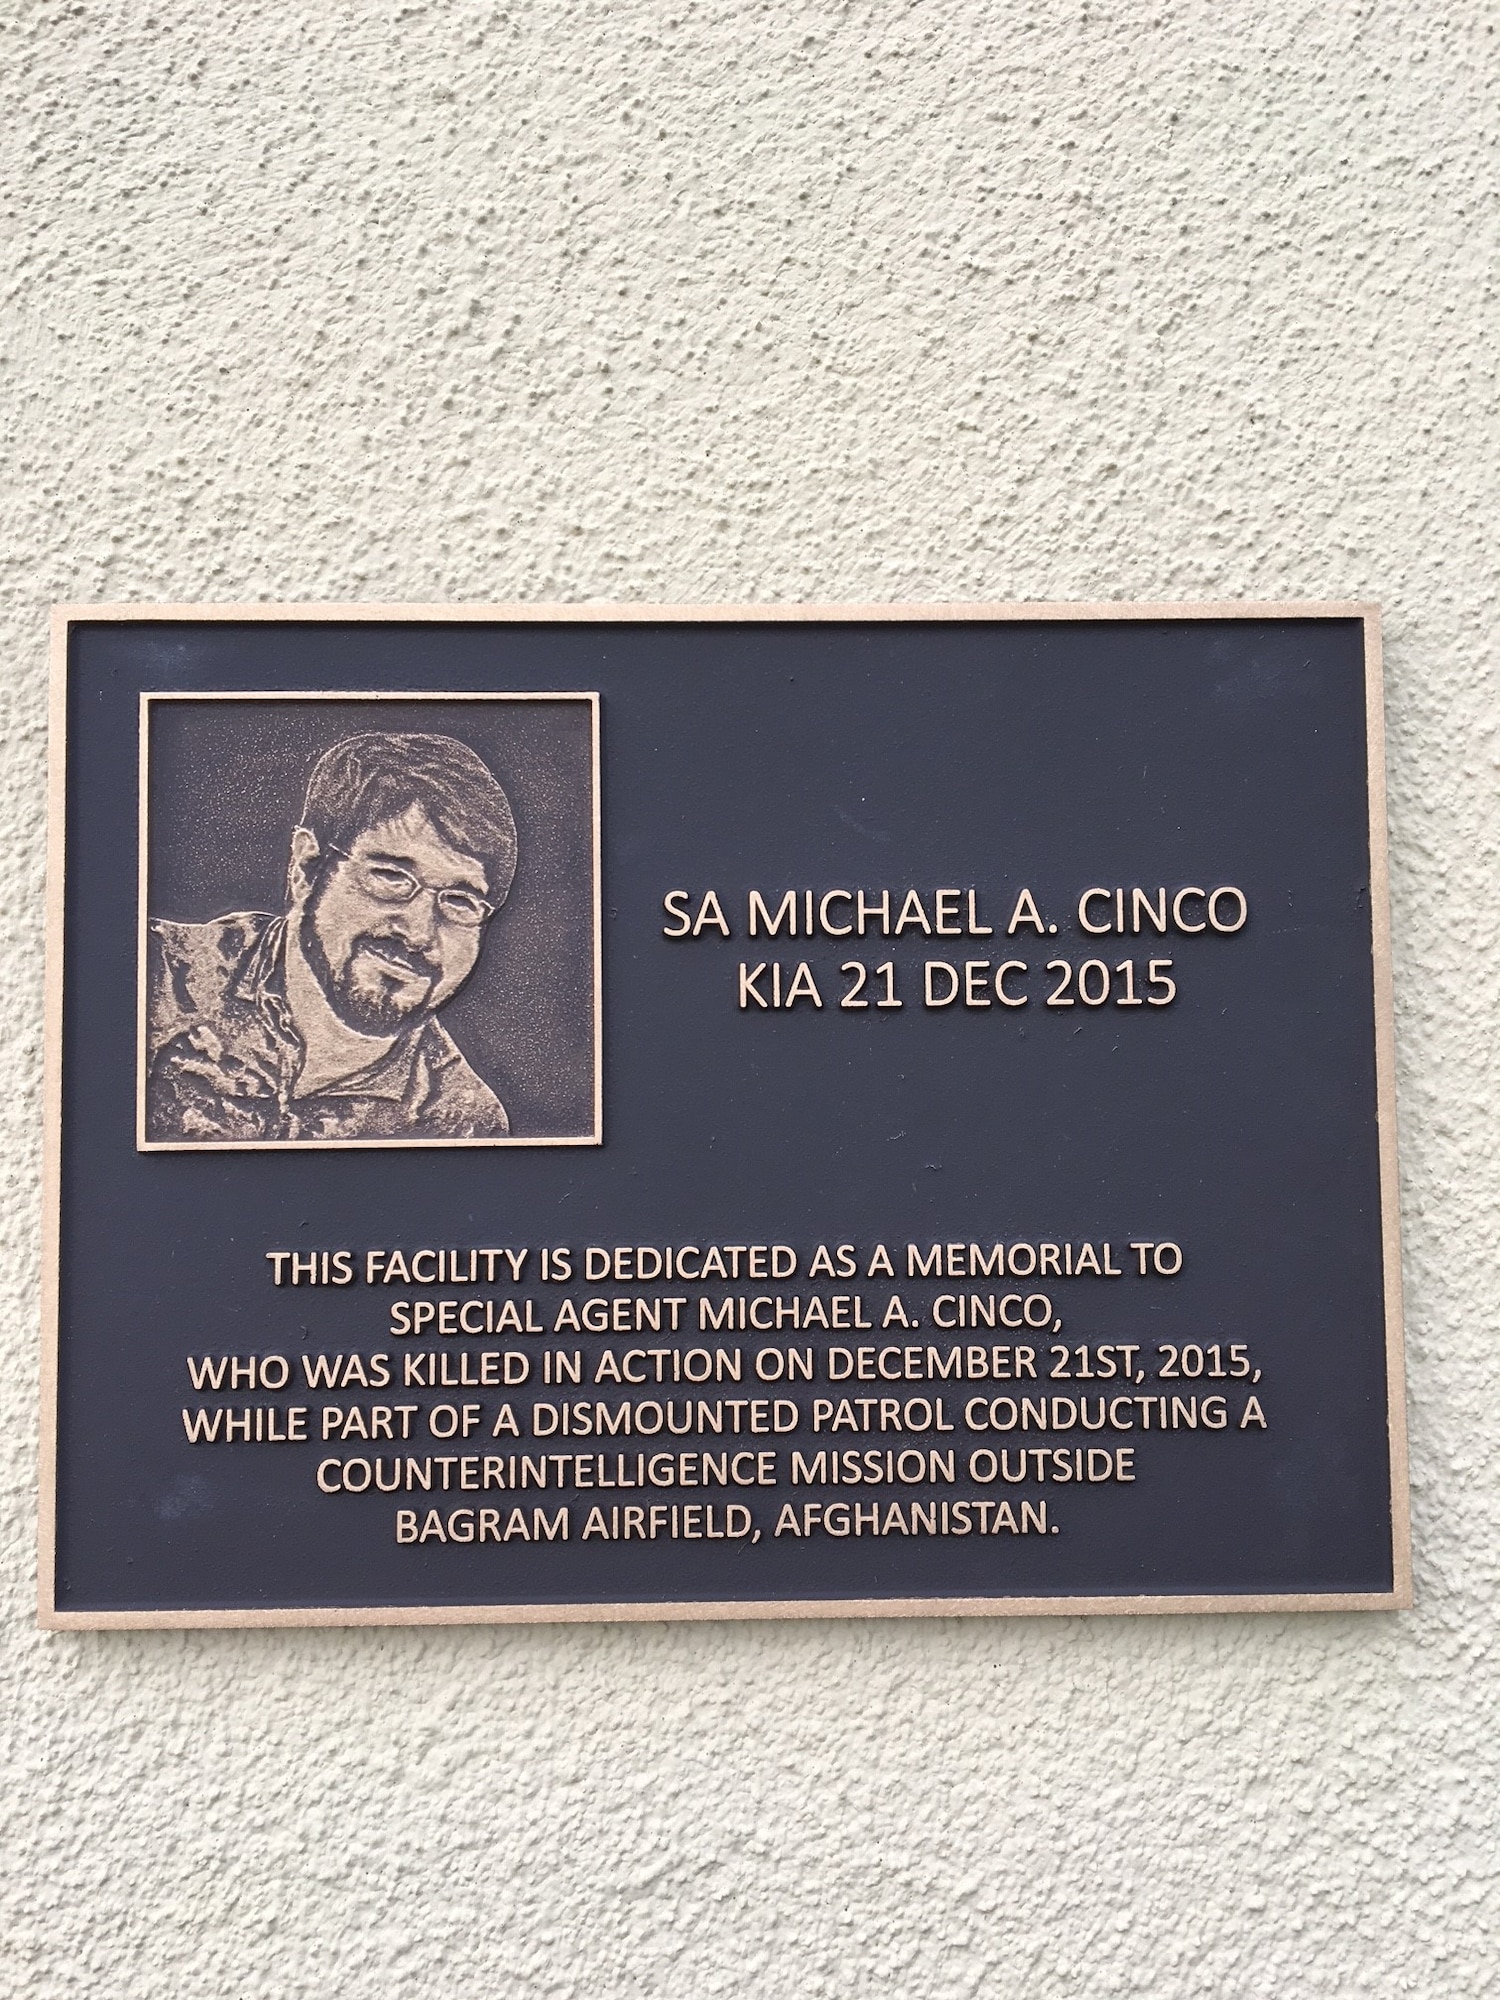 SA MICHAEL A. CINCO
KIA 21 DEC 2015
THIS FACILITY IS DEDICATED AS A MEMORIAL TO
SPECIAL AGENT MICHAEL A. CINCO,
WHO WAS KILLED IN ACTION ON DECEMBER 21ST, 2015,
WHILE PART OF A DISMOUNTED PATROL CONDUCTING A
COUNTERINTELLIGENCE MISSION OUTSIDE
BAGRAM AIRFIELD, AFGHANISTAN.